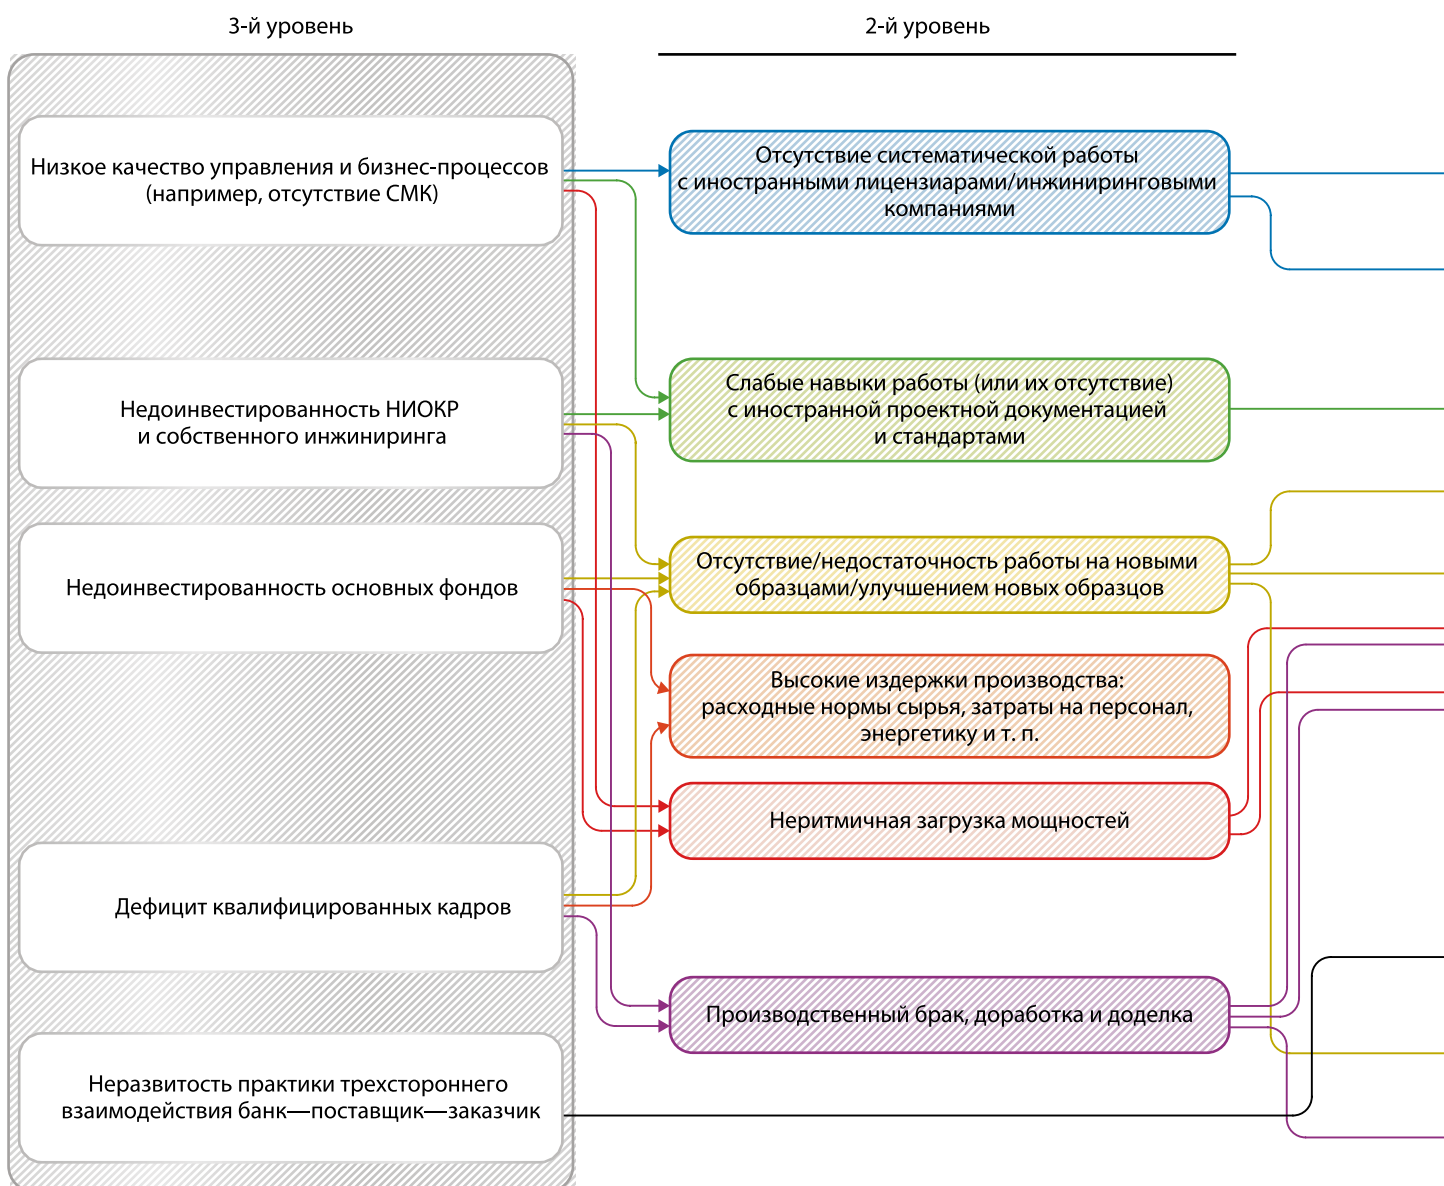 3-й уровень
2-й уровень
Низкое качество управления и бизнес-процессов
(например, отсутствие СМК)
Недоинвестированность НИОКР
и собственного инжиниринга
Недоинвестированность основных фондов
Дефицит квалифицированных кадров
Неразвитость практики трехстороннего
взаимодействия банк—поставщик—заказчик
Отсутствие систематической работы
с иностранными лицензиарами/инжиниринговыми
компаниями
Слабые навыки работы (или их отсутствие)
с иностранной проектной документацией
и стандартами
Отсутствие/недостаточность работы на новыми
образцами/улучшением новых образцов
Высокие издержки производства:
расходные нормы сырья, затраты на персонал,
энергетику и т. п.
Неритмичная загрузка мощностей
Производственный брак, доработка и доделка